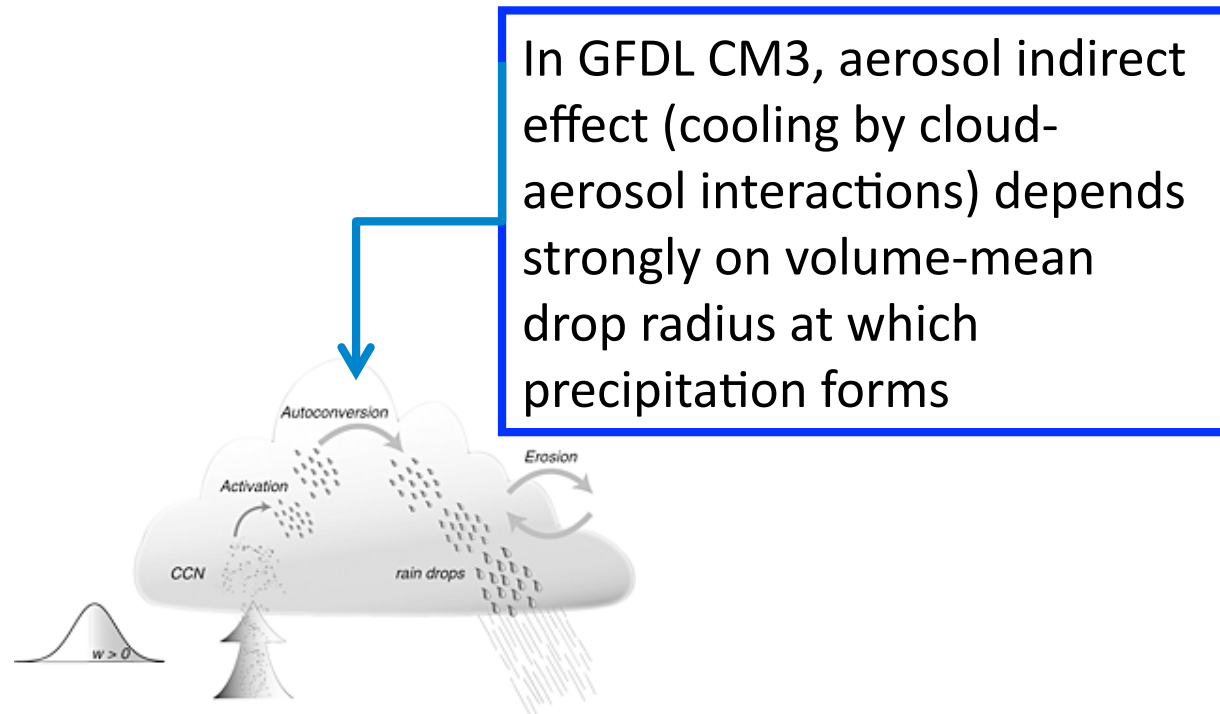 In GFDL CM3, aerosol indirect
effect (cooling by cloud-
aerosol interactions) depends
strongly on volume-mean
drop radius at which
precipitation forms
Autoconversion
Erosion
Activation
CCN
rain drops
w > 0